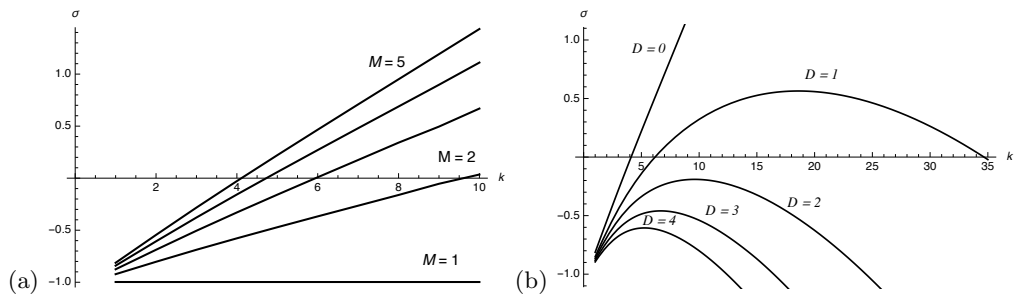 σ
1.0
0.5
-0.5
-1.0
2
4
6
8
10
k
M = 5
M = 2
M = 1
(a)
σ
1.0
0.5
-0.5
-1.0
5
10
15
20
25
30
35
k
D = 0
D = 1
D = 2
D = 3
D = 4
(b)